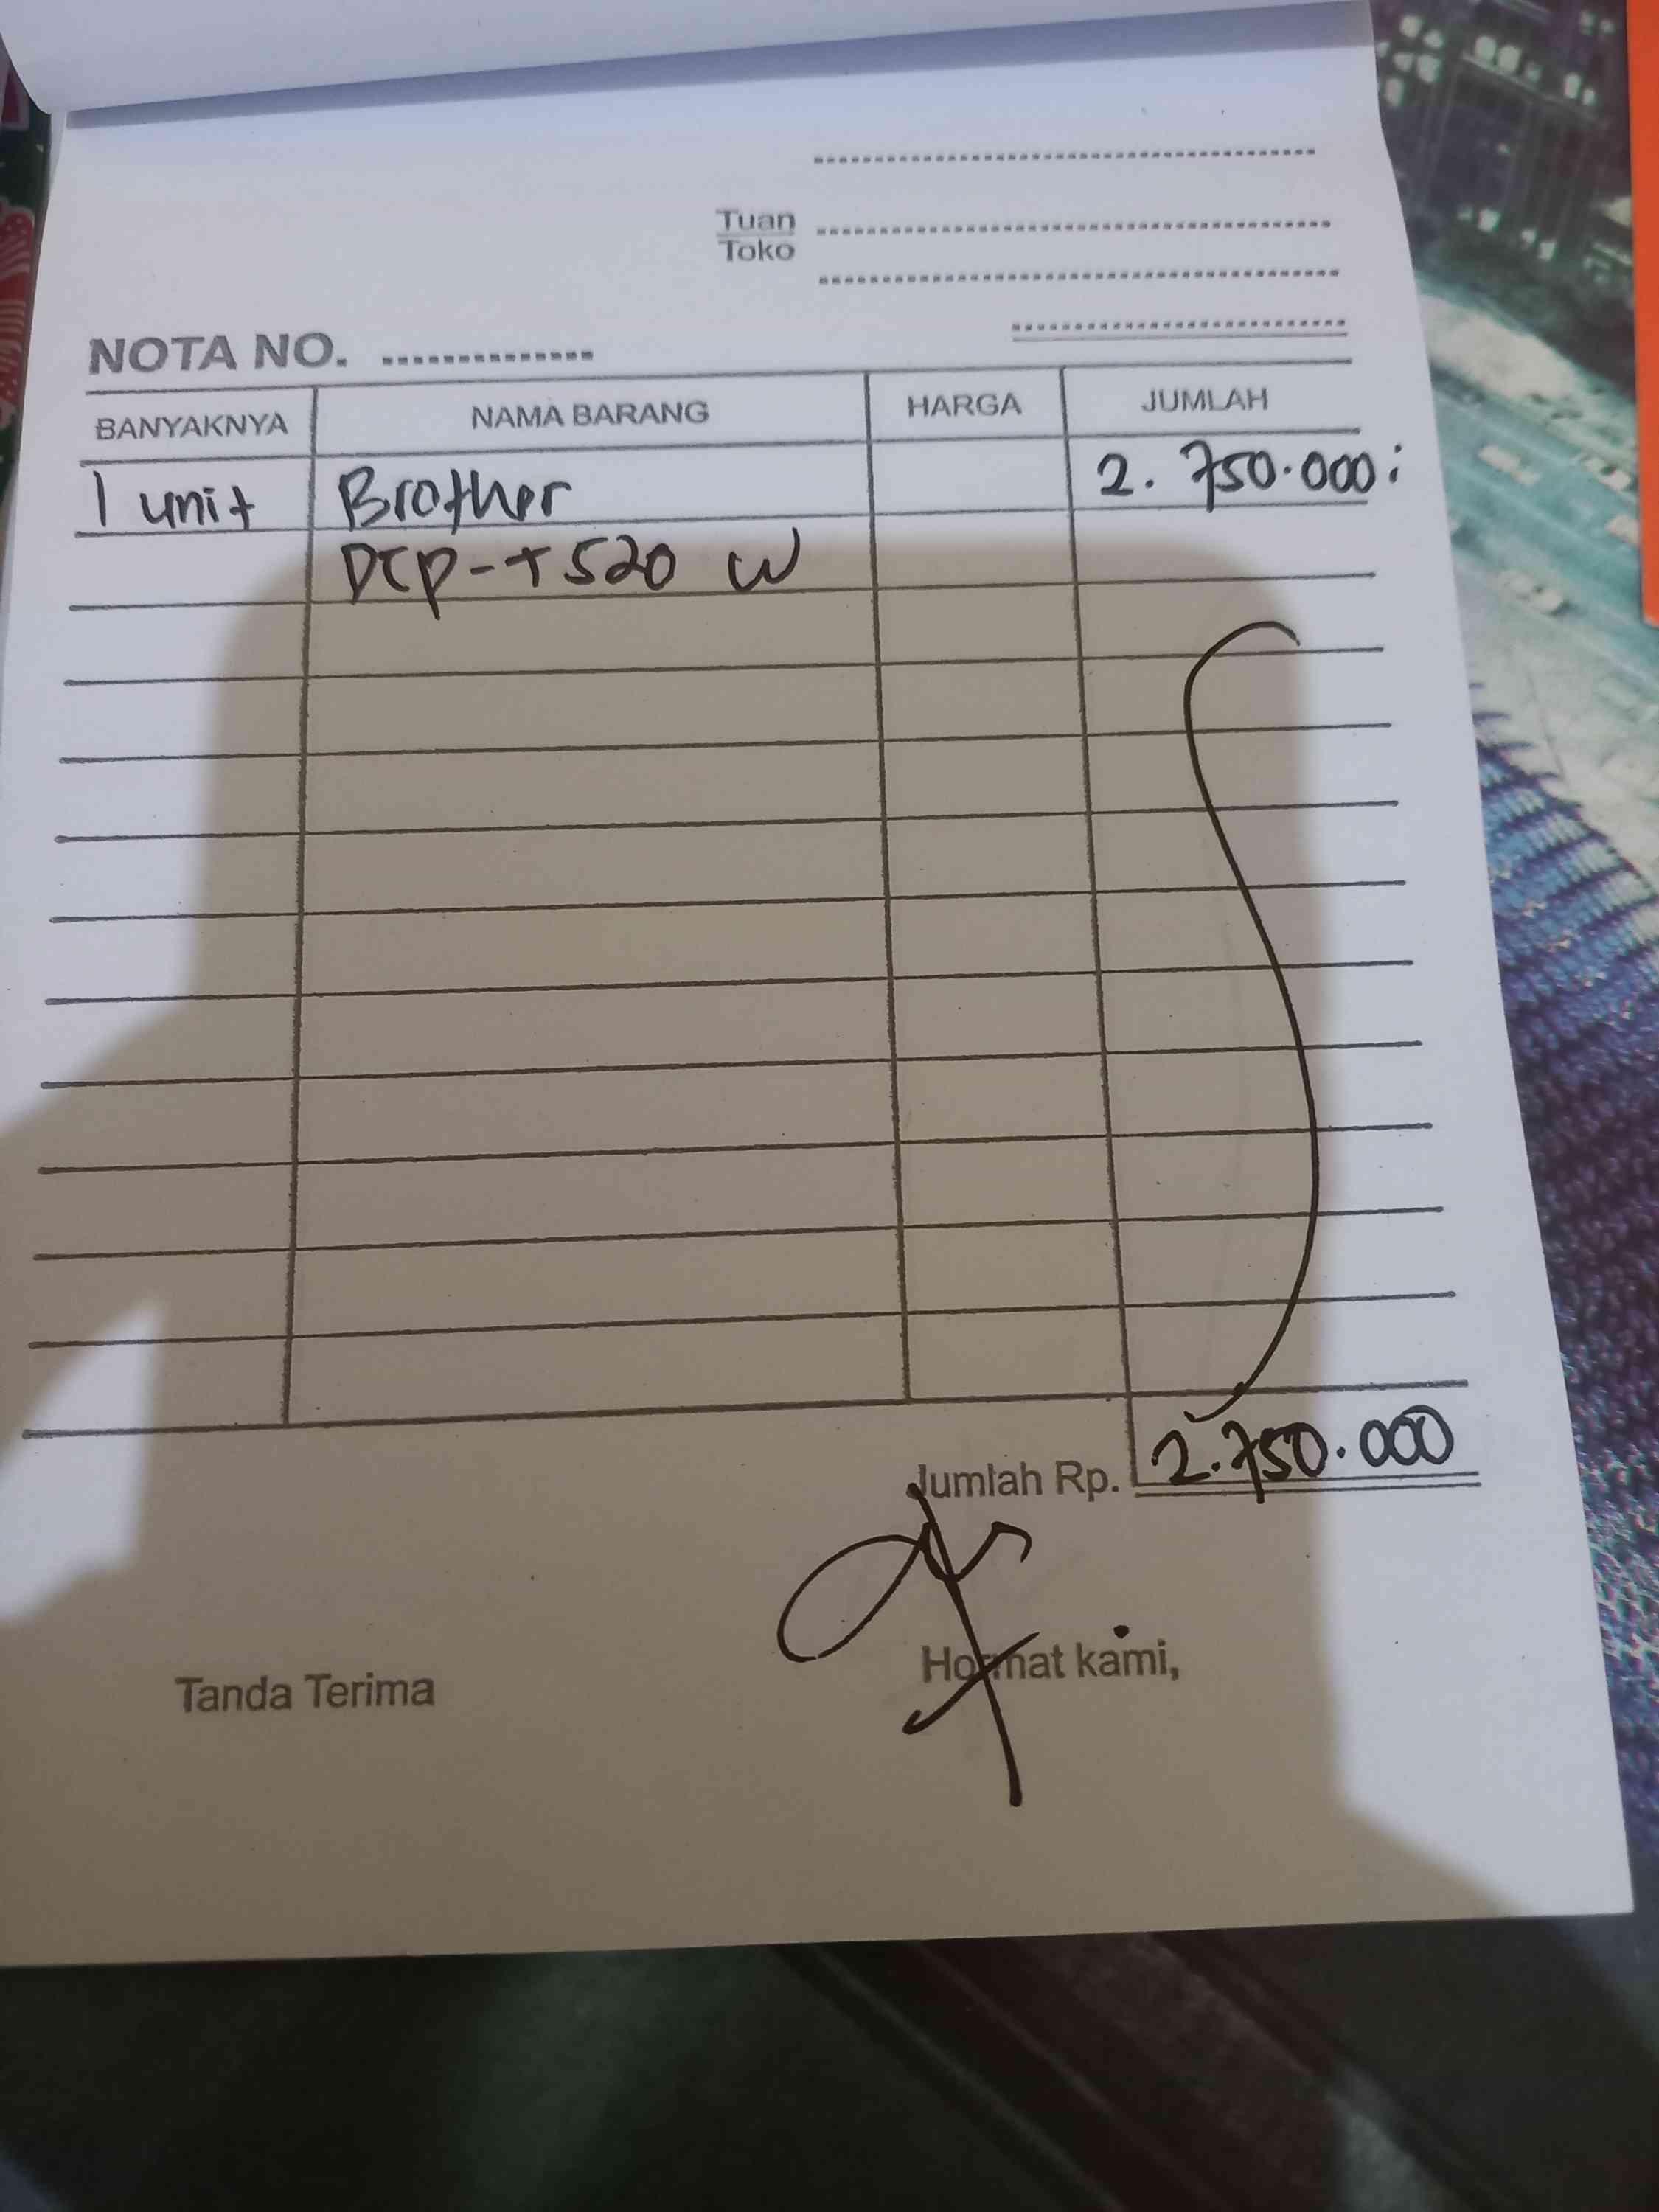 Tuan
Toko
NOTA NO.
BANYAKNYA NAMA BARANG HARGA JUMLAH
1 unit Brother 2.750.000
DCP-T520 W
Jumlah Rp. 2.750.000
Tanda Terima Hormat kami,